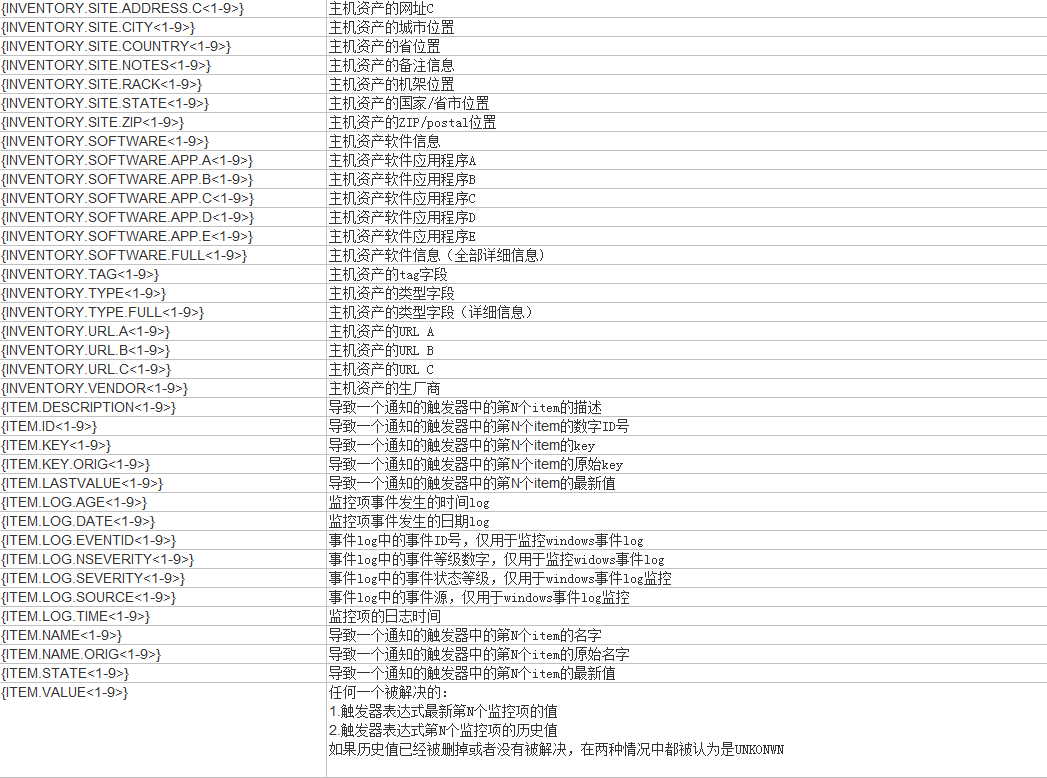 {INVENTORY.SITE.ADDRESS.C<1-9>} 主机资产的网址C
{INVENTORY.SITE.CITY<1-9>} 主机资产的城市位置
{INVENTORY.SITE.COUNTRY<1-9>} 主机资产的省位置
{INVENTORY.SITE.NOTES<1-9>} 主机资产的备注信息
{INVENTORY.SITE.RACK<1-9>} 主机资产的机架位置
{INVENTORY.SITE.STATE<1-9>} 主机资产的国家/省市位置
{INVENTORY.SITE.ZIP<1-9>} 主机资产的ZIP/postal位置
{INVENTORY.SOFTWARE<1-9>} 主机资产软件信息
{INVENTORY.SOFTWARE.APP.A<1-9>} 主机资产软件应用程序A
{INVENTORY.SOFTWARE.APP.B<1-9>} 主机资产软件应用程序B
{INVENTORY.SOFTWARE.APP.C<1-9>} 主机资产软件应用程序C
{INVENTORY.SOFTWARE.APP.D<1-9>} 主机资产软件应用程序D
{INVENTORY.SOFTWARE.APP.E<1-9>} 主机资产软件应用程序E
{INVENTORY.SOFTWARE.FULL<1-9>} 主机资产软件信息（全部详细信息）
{INVENTORY.TAG<1-9>} 主机资产的tag字段
{INVENTORY.TYPE<1-9>} 主机资产的类型字段
{INVENTORY.TYPE.FULL<1-9>} 主机资产的类型字段（详细信息）
{INVENTORY.URL.A<1-9>} 主机资产的URL A
{INVENTORY.URL.B<1-9>} 主机资产的URL B
{INVENTORY.URL.C<1-9>} 主机资产的URL C
{INVENTORY.VENDOR<1-9>} 主机资产的生厂商
{ITEM.DESCRIPTION<1-9>} 导致一个通知的触发器中的第N个item的描述
{ITEM.ID<1-9>} 导致一个通知的触发器中的第N个item的数字ID号
{ITEM.KEY<1-9>} 导致一个通知的触发器中的第N个item的key
{ITEM.KEY.ORIG<1-9>} 导致一个通知的触发器中的第N个item的原始key
{ITEM.LASTVALUE<1-9>} 导致一个通知的触发器中的第N个item的最新值
{ITEM.LOG.AGE<1-9>} 监控项事件发生的时间log
{ITEM.LOG.DATE<1-9>} 监控项事件发生的日期log
{ITEM.LOG.EVENTID<1-9>} 事件log中的事件ID号，仅用于监控windows事件log
{ITEM.LOG.NSEVERITY<1-9>} 事件log中的事件等级数字，仅用于监控widows事件log
{ITEM.LOG.SEVERITY<1-9>} 事件log中的事件状态等级，仅用于windows事件log监控
{ITEM.LOG.SOURCE<1-9>} 事件log中的事件源，仅用于windows事件log监控
{ITEM.LOG.TIME<1-9>} 监控项的日志时间
{ITEM.NAME<1-9>} 导致一个通知的触发器中的第N个item的名字
{ITEM.NAME.ORIG<1-9>} 导致一个通知的触发器中的第N个item的原始名字
{ITEM.STATE<1-9>} 导致一个通知的触发器中的第N个item的最新值
{ITEM.VALUE<1-9>} 任何一个被解决的：
1.触发器表达式最新第N个监控项的值
2.触发器表达式第N个监控项的历史值
如果历史值已经被删掉或者没有被解决，在两种情况中都被认为是UNKONWN